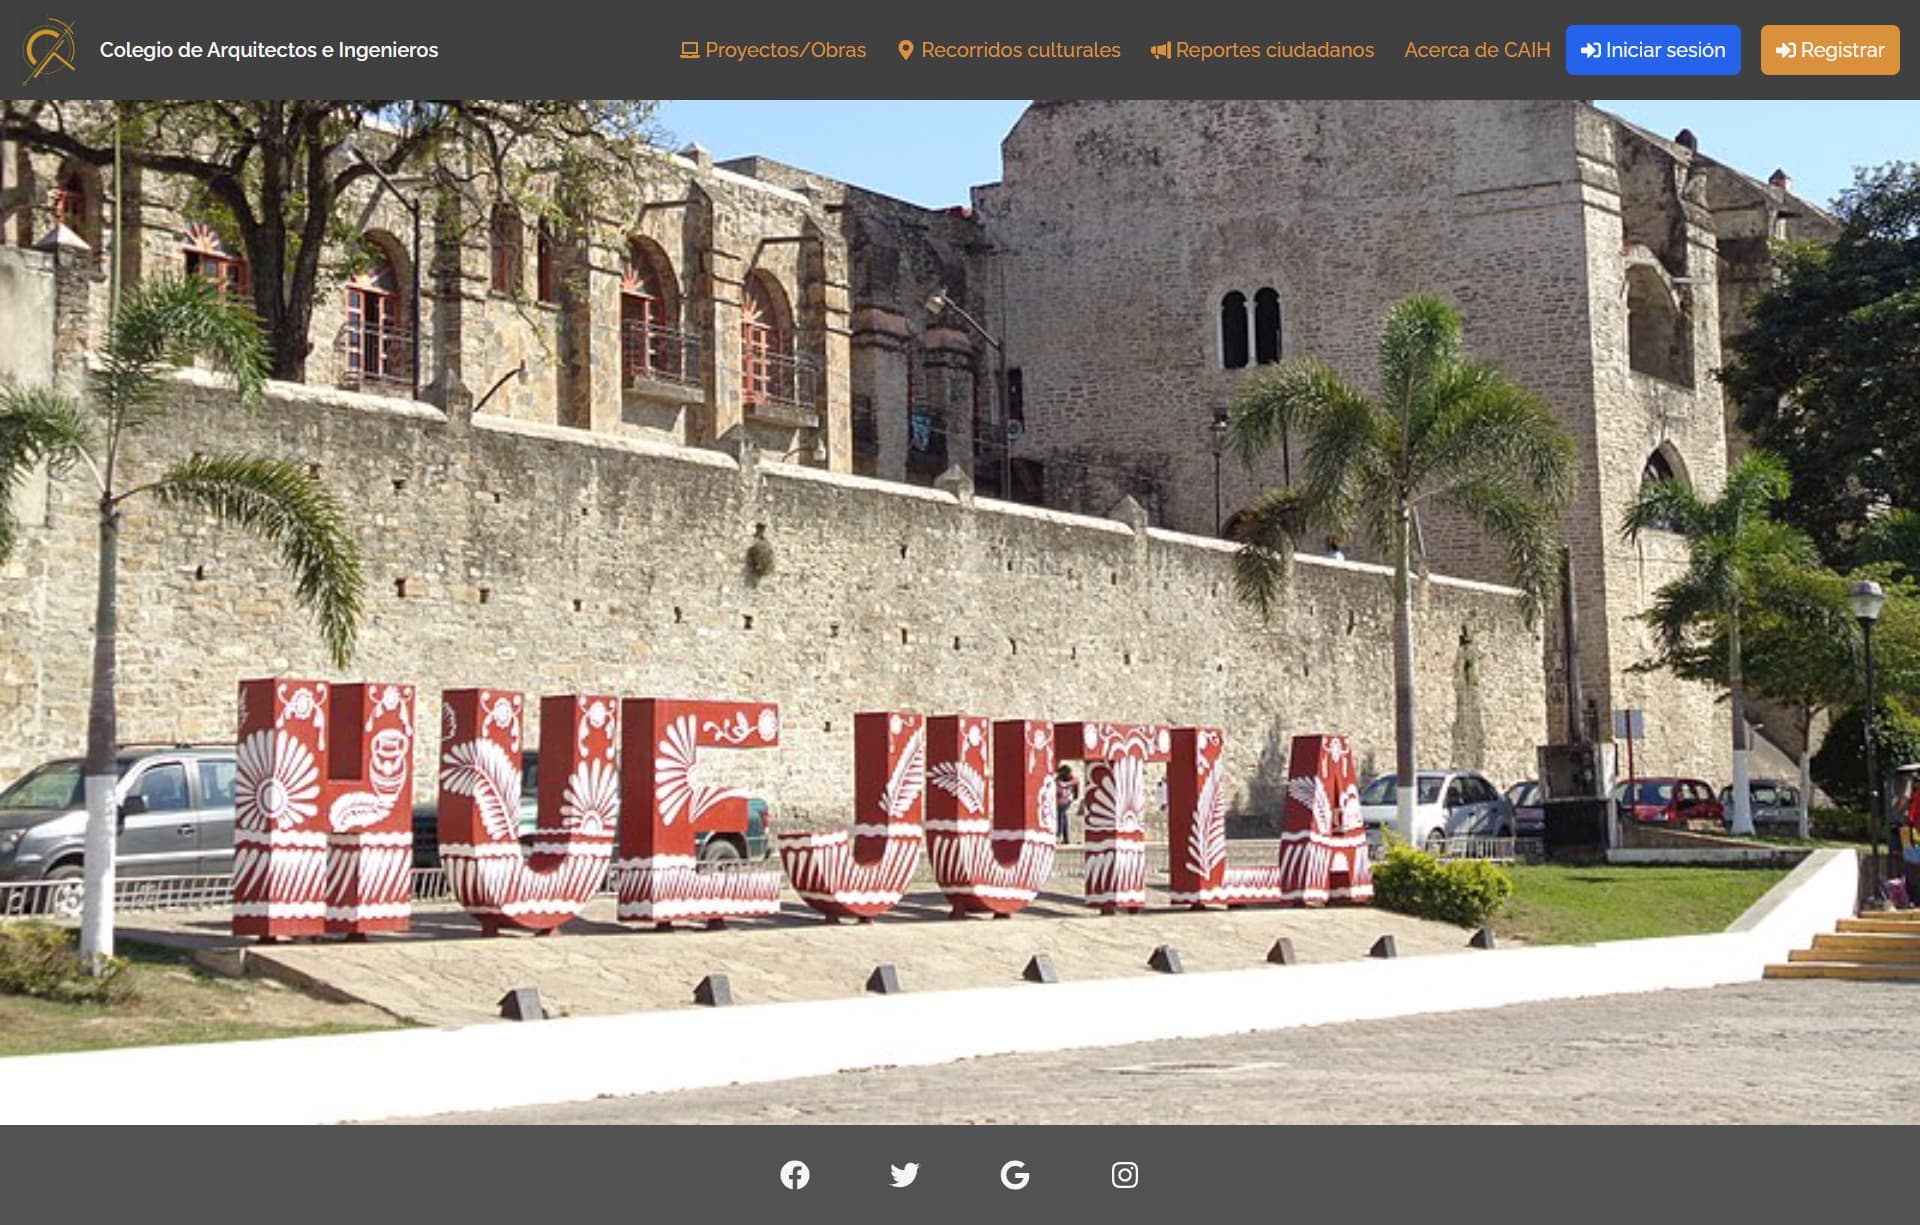 Colegio de Arquitectos e Ingenieros
Proyectos/Obras
Recorridos culturales
Reportes ciudadanos
Acerca de CAIH
Iniciar sesión
Registrar
HUEJUTLA